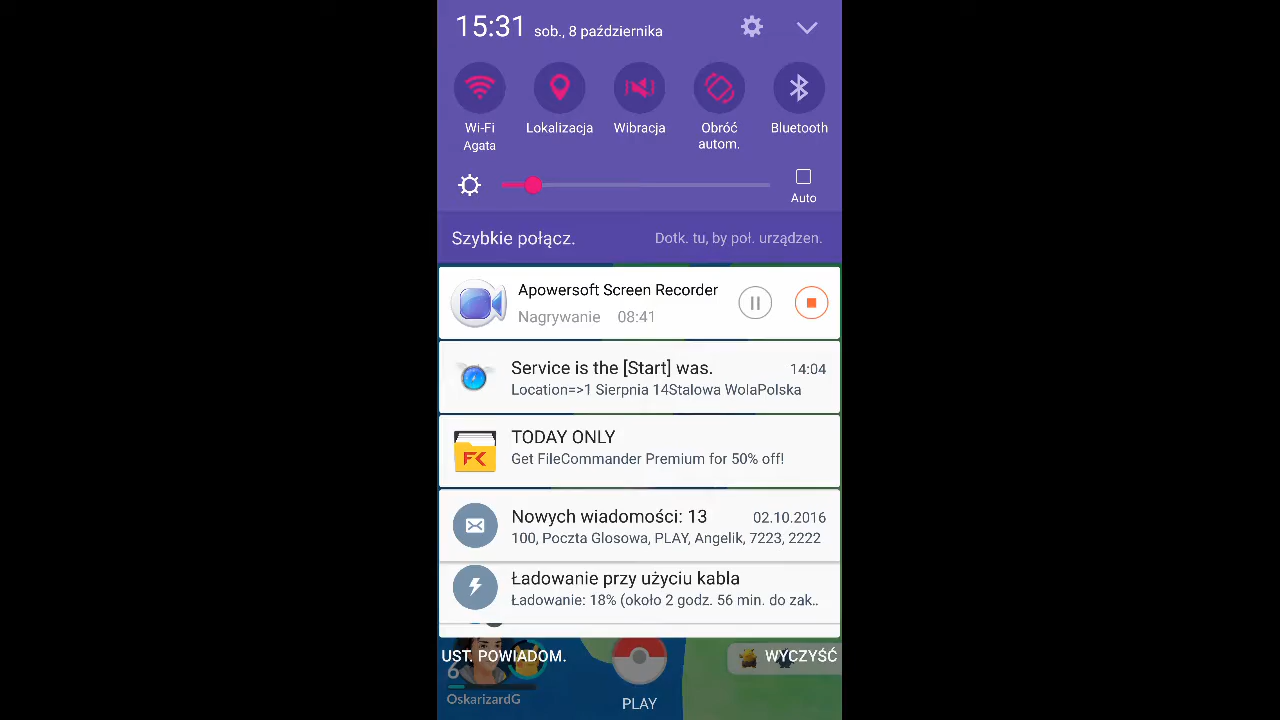 15:31 sob., 8 października
Wi-Fi Agata
Lokalizacja
Wibracja
Obróć autom.
Bluetooth
Auto
Szybkie połącz. Dotk. tu, by poł. urządzen.
Apowersoft Screen Recorder
Nagrywanie 08:41
Service is the [Start] was. 14:04
Location=>1 Sierpnia 14Stalowa WolaPolska
FK
TODAY ONLY
Get FileCommander Premium for 50% off!
Nowych wiadomości: 13 02.10.2016
100, Poczta Glosowa, PLAY, Angelik, 7223, 2222
Ładowanie przy użyciu kabla
Ładowanie: 18% (około 2 godz. 56 min. do zak..
UST. POWIADOM. WYCZYŚĆ
6
OskarizardG
PLAY